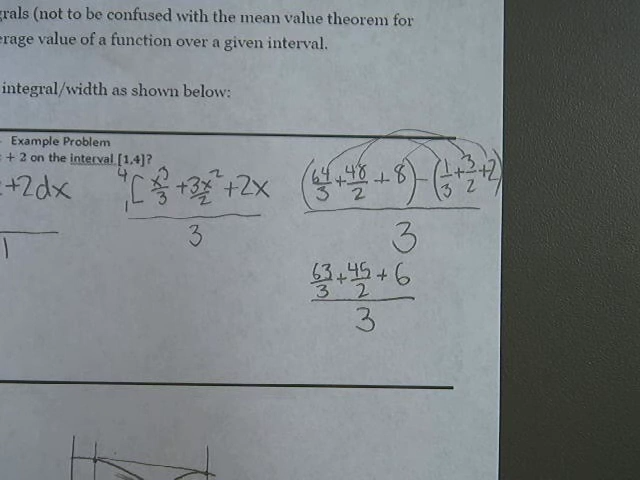 grals (not to be confused with the mean value theorem for
erage value of a function over a given interval.
integral/width as shown below:
Example Problem
+ 2 on the interval [1,4]?
+2dx
1
4
1 [ x³/3 + 3x²/2 + 2x
3
(64/3 + 48/2 + 8) - (1/3 + 3/2 + 2)
3
63/3 + 45/2 + 6
3